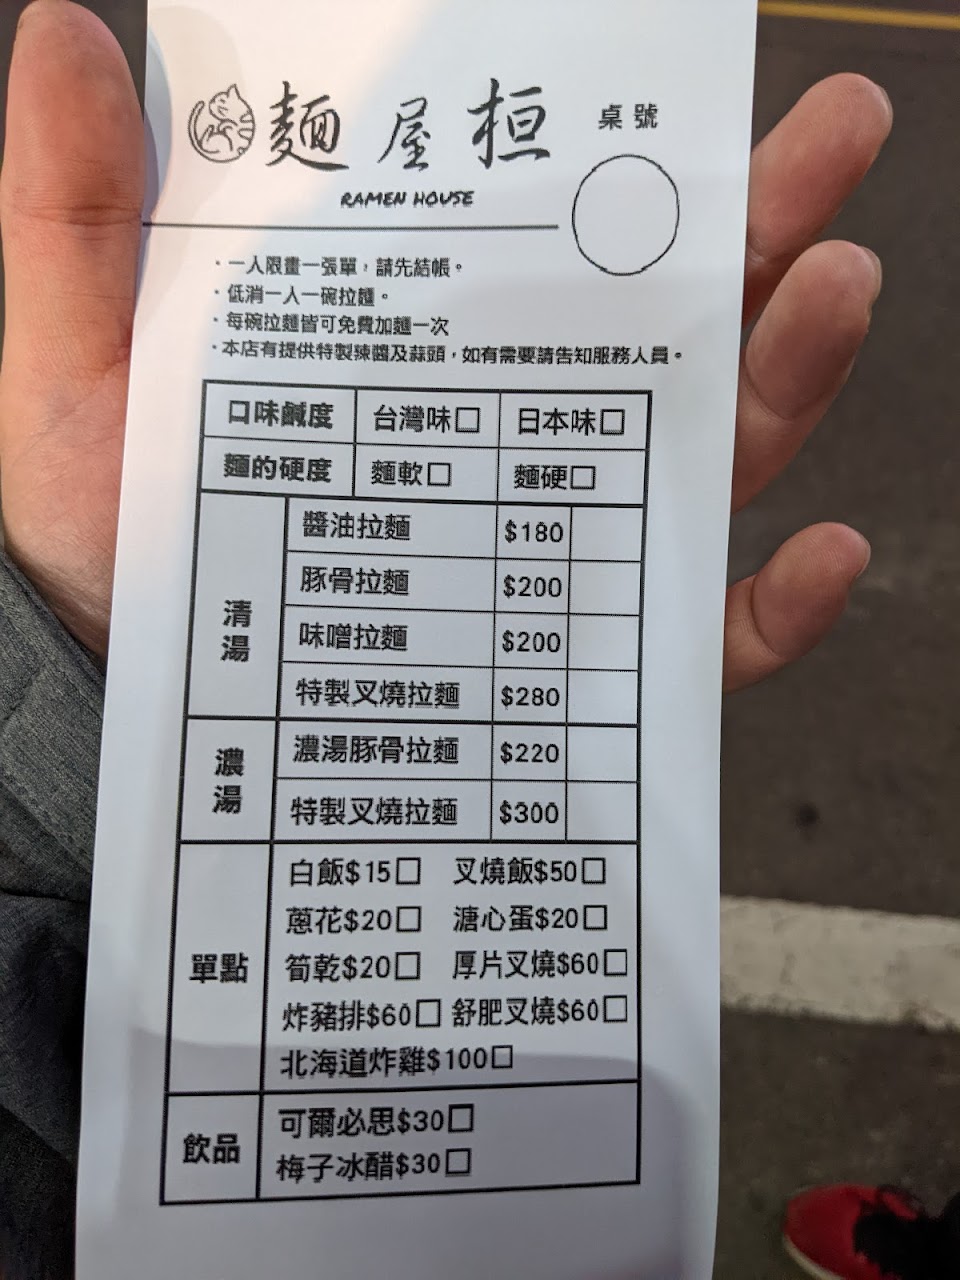 麵屋桓 桌號
RAMEN HOUSE
·一人限畫一張單，請先結帳。
·低消一人一碗拉麵。
·每碗拉麵皆可免費加麵一次
·本店有提供特製辣醬及蒜頭，如有需要請告知服務人員。
口味鹹度 台灣味□ 日本味□
麵的硬度 麵軟□ 麵硬□
清湯
醬油拉麵 $180
豚骨拉麵 $200
味噌拉麵 $200
特製叉燒拉麵 $280
濃湯
濃湯豚骨拉麵 $220
特製叉燒拉麵 $300
單點
白飯$15□ 叉燒飯$50□
蔥花$20□ 溏心蛋$20□
筍乾$20□ 厚片叉燒$60□
炸豬排$60□ 舒肥叉燒$60□
北海道炸雞$100□
飲品
可爾必思$30□
梅子冰醋$30□